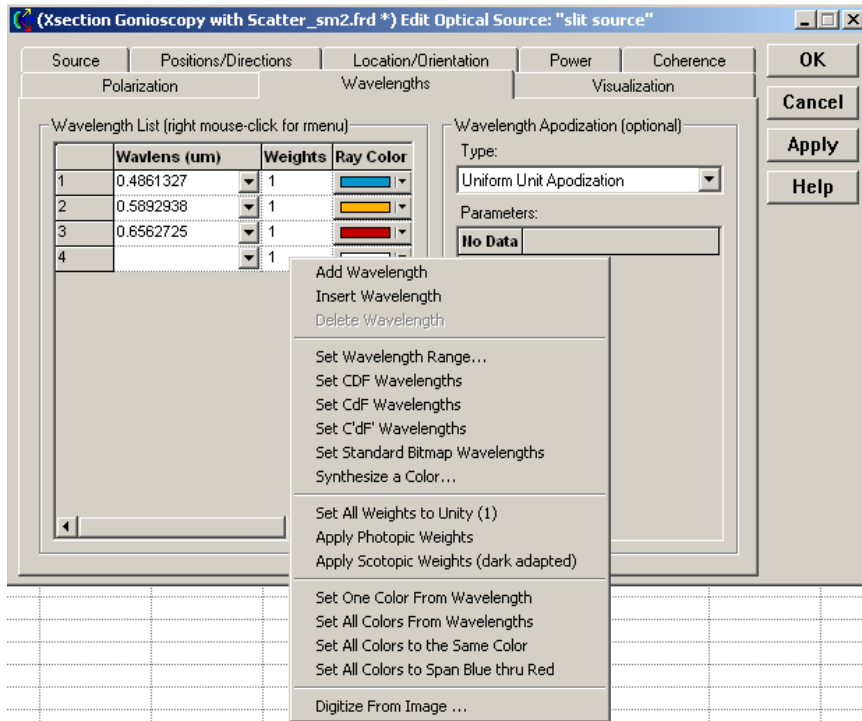 (Xsection Gonioscopy with Scatter_sm2.frd *) Edit Optical Source: "slit source"
Source Positions/Directions Location/Orientation Power Coherence
Polarization Wavelengths Visualization
OK
Cancel
Apply
Help
Wavelength List (right mouse-click for rmenu)
Wavlens (um) Weights Ray Color
1 0.4861327 1
2 0.5892938 1
3 0.6562725 1
4 1
Wavelength Apodization (optional)
Type:
Uniform Unit Apodization
Parameters:
No Data
Add Wavelength
Insert Wavelength
Delete Wavelength
Set Wavelength Range...
Set CDF Wavelengths
Set CdF Wavelengths
Set C'dF' Wavelengths
Set Standard Bitmap Wavelengths
Synthesize a Color...
Set All Weights to Unity (1)
Apply Photopic Weights
Apply Scotopic Weights (dark adapted)
Set One Color From Wavelength
Set All Colors From Wavelengths
Set All Colors to the Same Color
Set All Colors to Span Blue thru Red
Digitize From Image ...